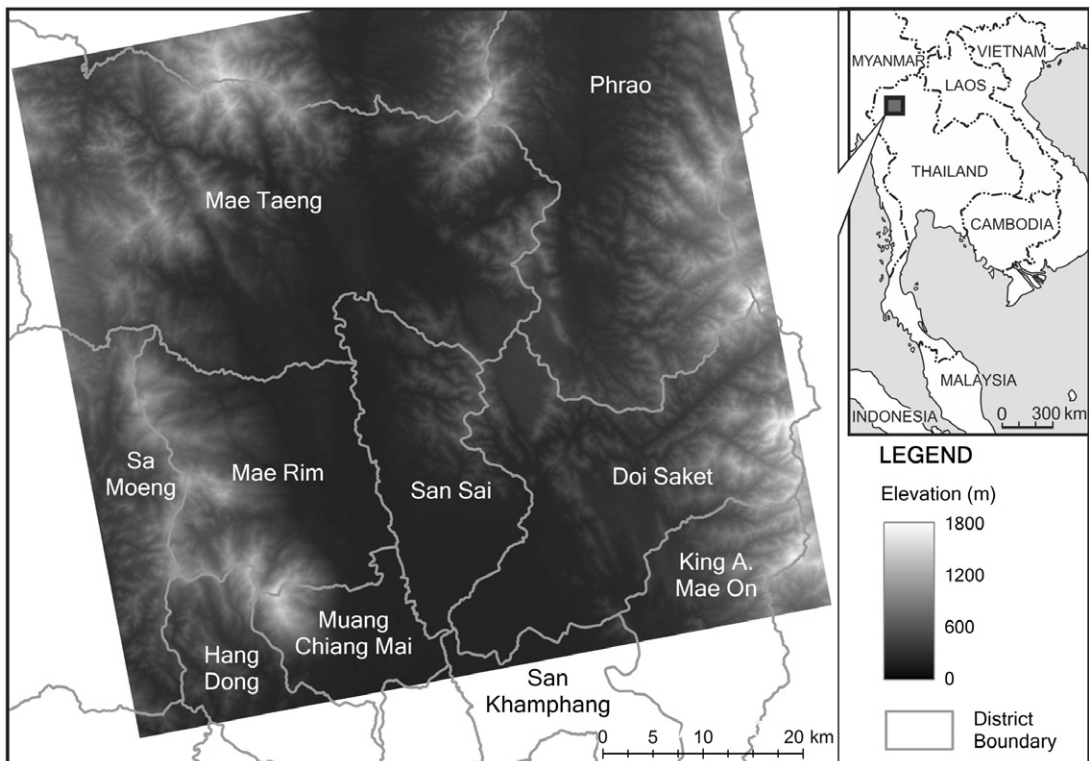 Phrao
Mae Taeng
Sa
Moeng
Mae Rim
San Sai
Doi Saket
King A.
Mae On
Muang
Chiang Mai
Hang
Dong
San
Khamphang
0 5 10 20 km
MYANMAR
VIETNAM
LAOS
THAILAND
CAMBODIA
MALAYSIA
INDONESIA
0 300 km
LEGEND
Elevation (m)
1800
1200
600
0
District
Boundary